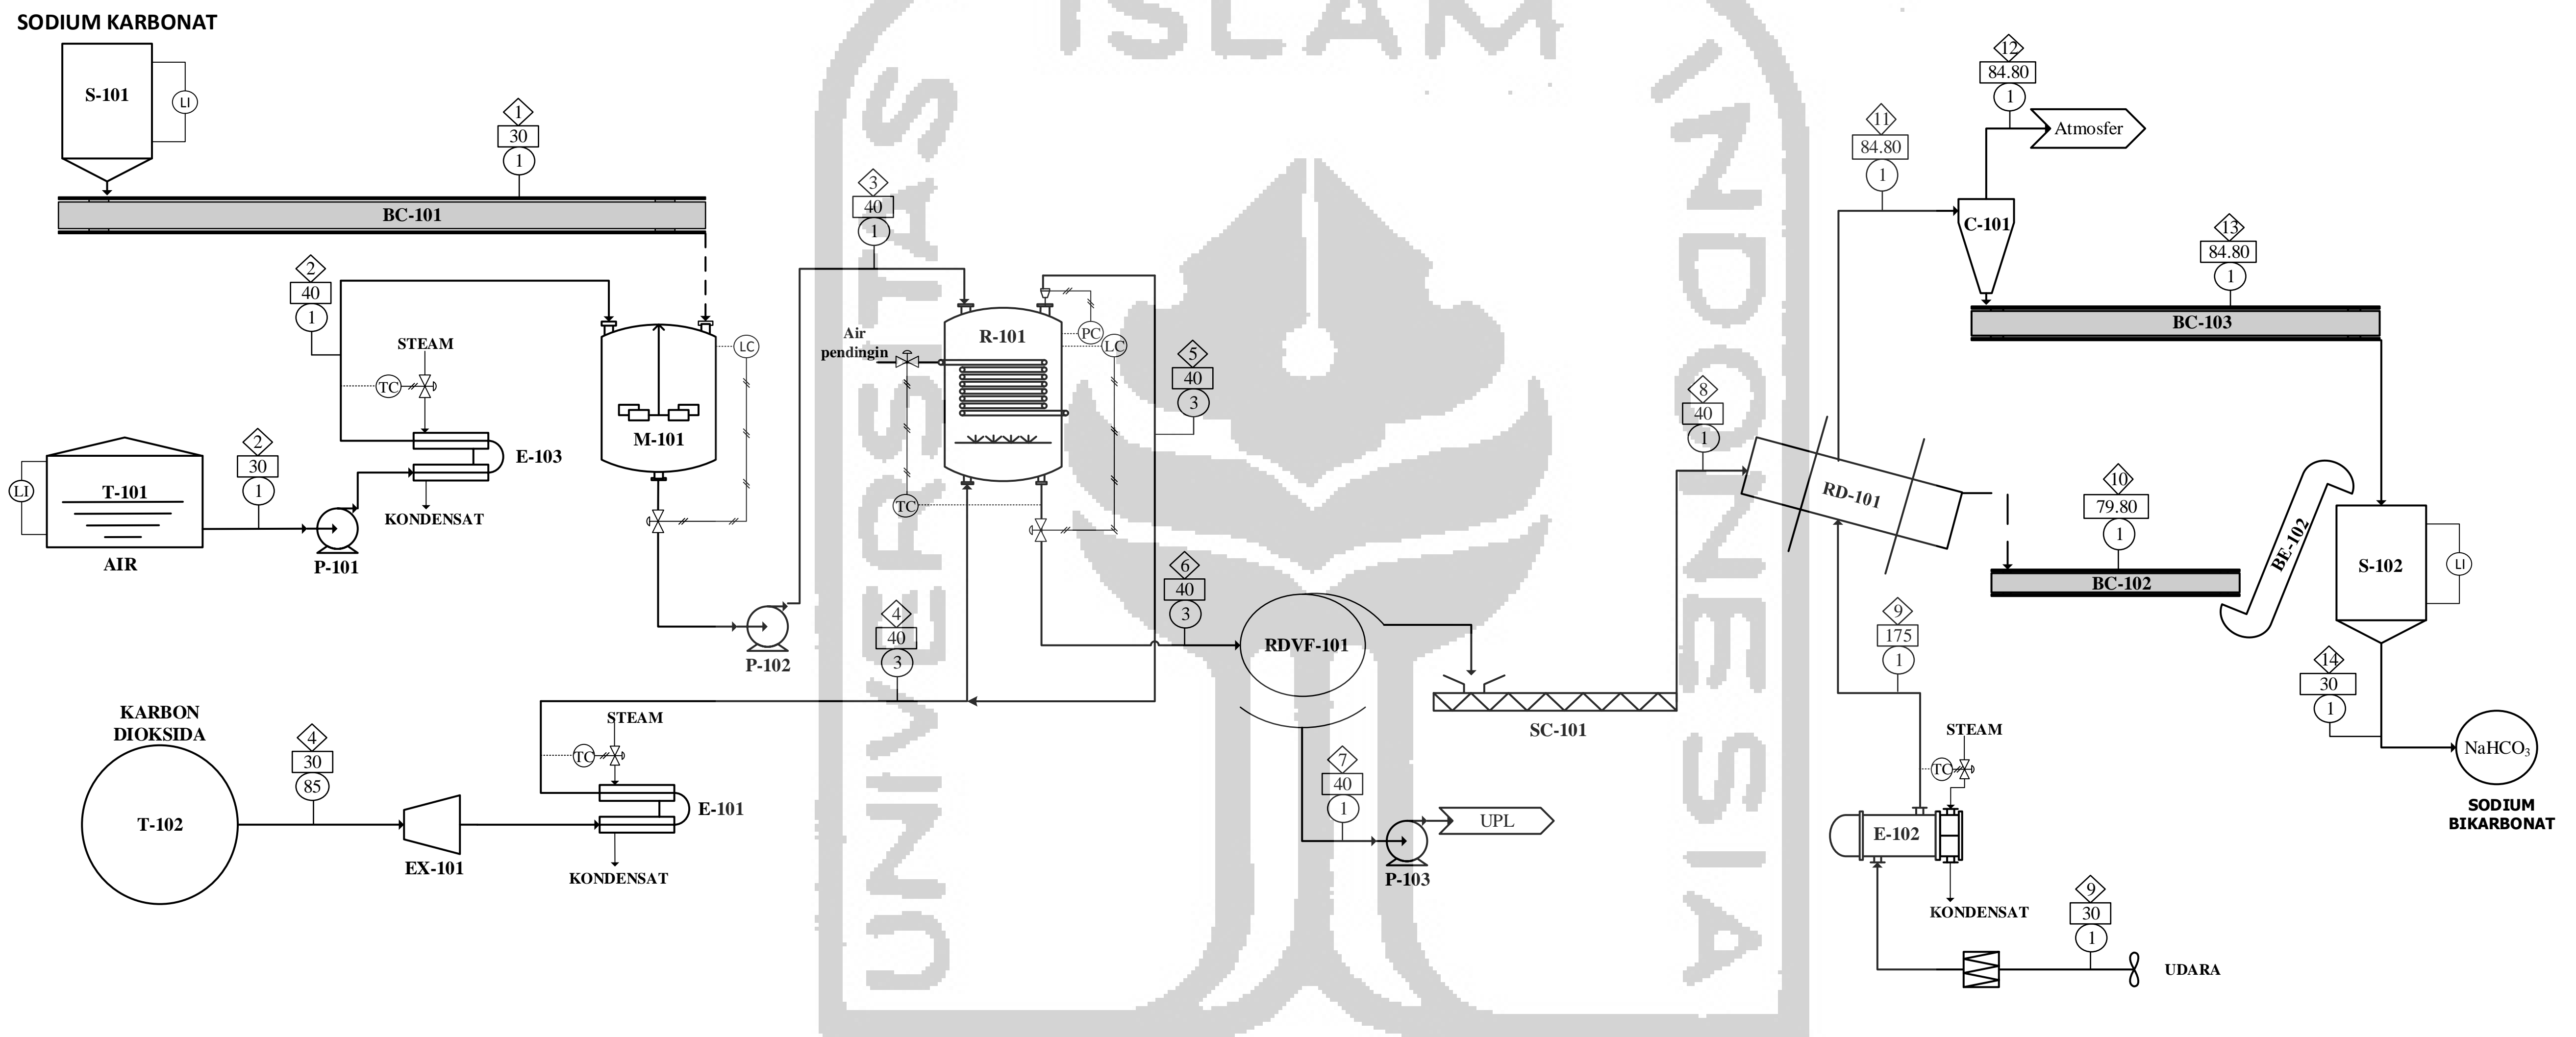 SODIUM KARBONAT
S-101
LI
1
30
1
BC-101
2
40
1
STEAM
TC
E-103
KONDENSAT
2
30
1
LI
T-101
AIR
P-101
M-101
LC
P-102
3
40
1
Air
pendingin
R-101
PC
LC
TC
5
40
3
4
40
3
6
40
3
RDVF-101
SC-101
7
40
1
P-103
UPL
KARBON
DIOKSIDA
T-102
4
30
85
EX-101
STEAM
TC
E-101
KONDENSAT
8
40
1
RD-101
11
84.80
1
12
84.80
1
Atmosfer
C-101
13
84.80
1
BC-103
10
79.80
1
BC-102
BE-102
S-102
LI
14
30
1
NaHCO₃
SODIUM
BIKARBONAT
9
175
1
STEAM
TC
E-102
KONDENSAT
9
30
1
UDARA
UNIVERSITAS
ISLAM
INDONESIA